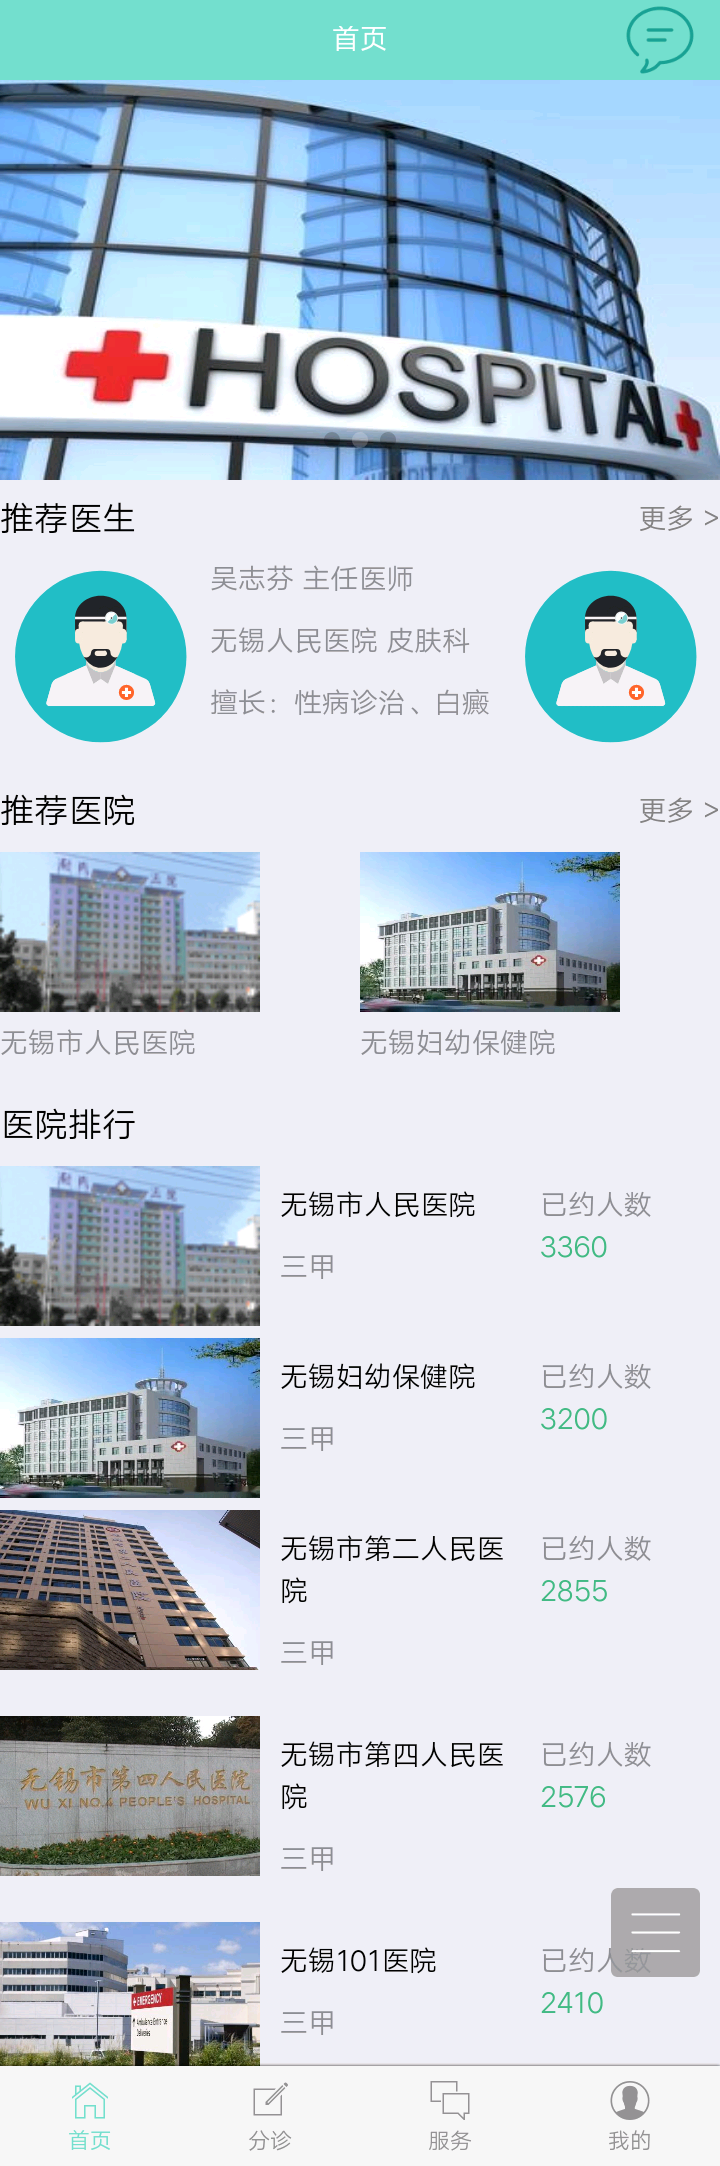 首页
HOSPITAL
推荐医生
更多 >
吴志芬 主任医师
无锡人民医院 皮肤科
擅长：性病诊治、白癜
推荐医院
更多 >
无锡市人民医院
无锡妇幼保健院
医院排行
无锡市人民医院
已约人数
3360
三甲
无锡妇幼保健院
已约人数
3200
三甲
无锡市第二人民医
院
已约人数
2855
三甲
无锡市第四人民医院
WU XI NO.4 PEOPLE'S HOSPITAL
无锡市第四人民医
院
已约人数
2576
三甲
EMERGENCY
Ambulance Entrance
Deliveries
无锡101医院
已约人数
2410
三甲
首页
分诊
服务
我的